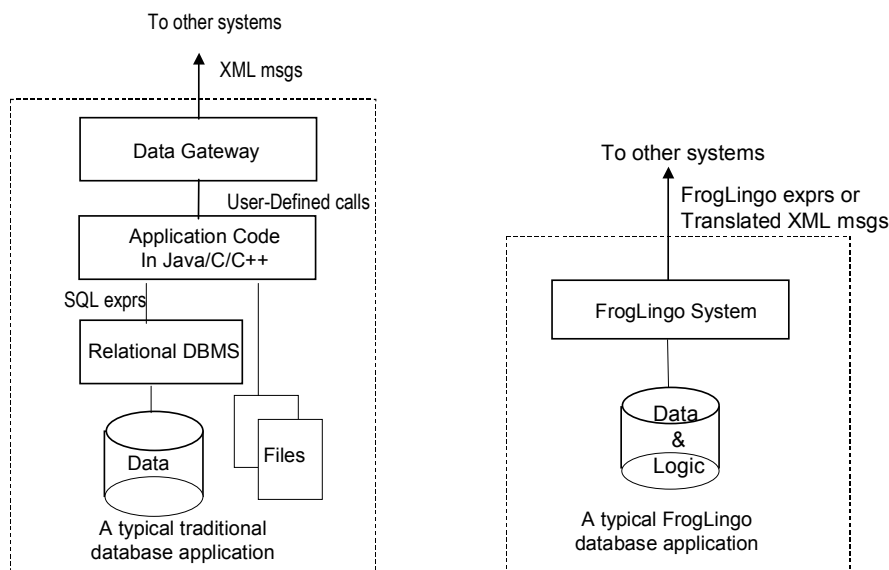 To other systems
XML msgs
Data Gateway
User-Defined calls
Application Code
In Java/C/C++
SQL exprs
Relational DBMS
Data
Files
A typical traditional
database application
To other systems
FrogLingo exprs or
Translated XML msgs
FrogLingo System
Data
&
Logic
A typical FrogLingo
database application